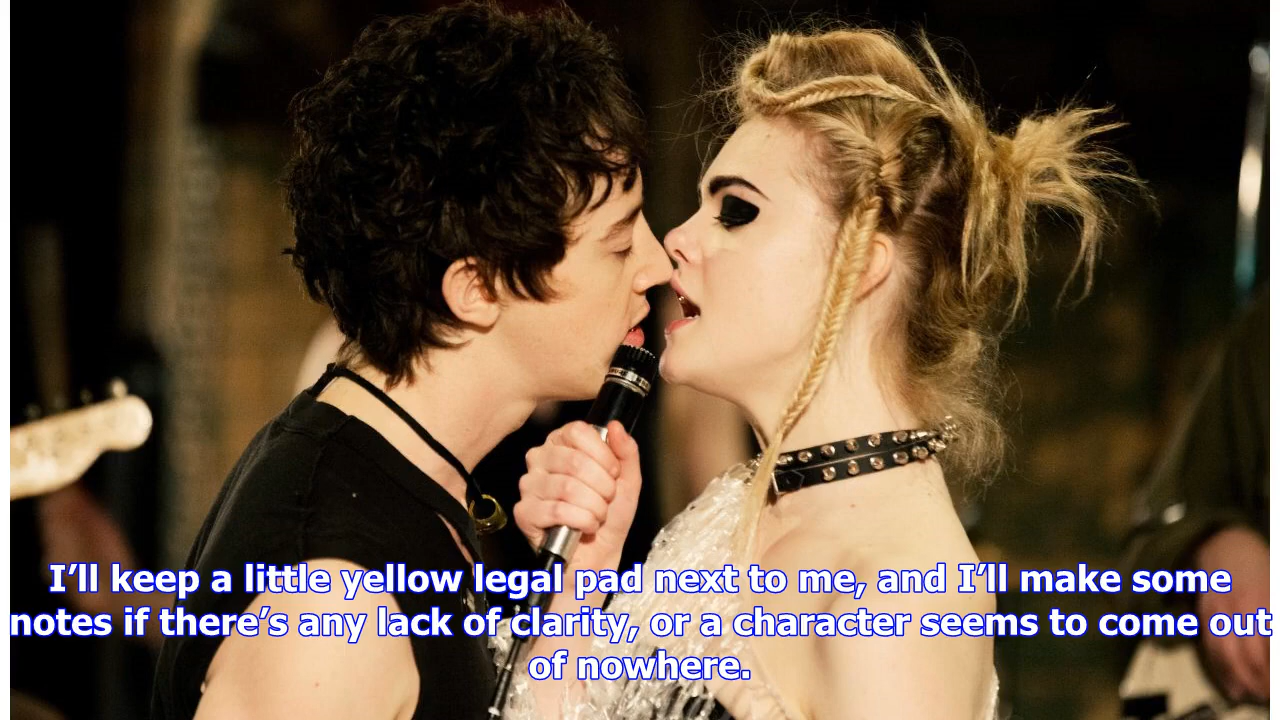 I’ll keep a little yellow legal pad next to me, and I’ll make some
notes if there’s any lack of clarity, or a character seems to come out
of nowhere.